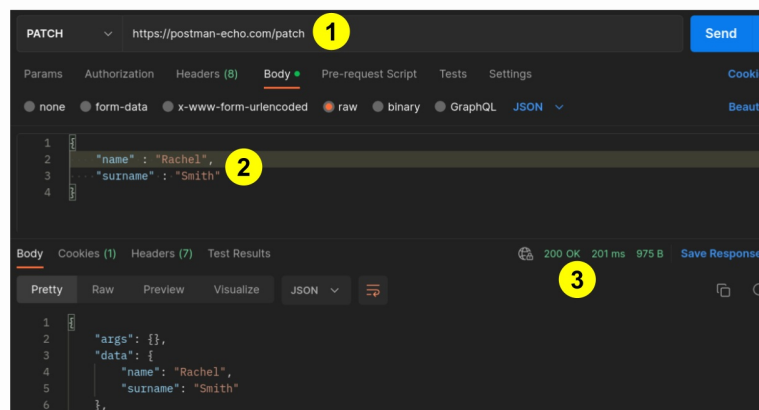 PATCH https://postman-echo.com/patch 1 Send
Params Authorization Headers (8) Body Pre-request Script Tests Settings Cooki
none form-data x-www-form-urlencoded raw binary GraphQL JSON Beaut
1 {
2 "name" : "Rachel", 2
3 ····"surname"·:·"Smith"
4 }
Body Cookies (1) Headers (7) Test Results 200 OK 201 ms 975 B Save Response
3
Pretty Raw Preview Visualize JSON
1 {
2 "args": {},
3 "data": {
4 "name": "Rachel",
5 "surname": "Smith"
6 },